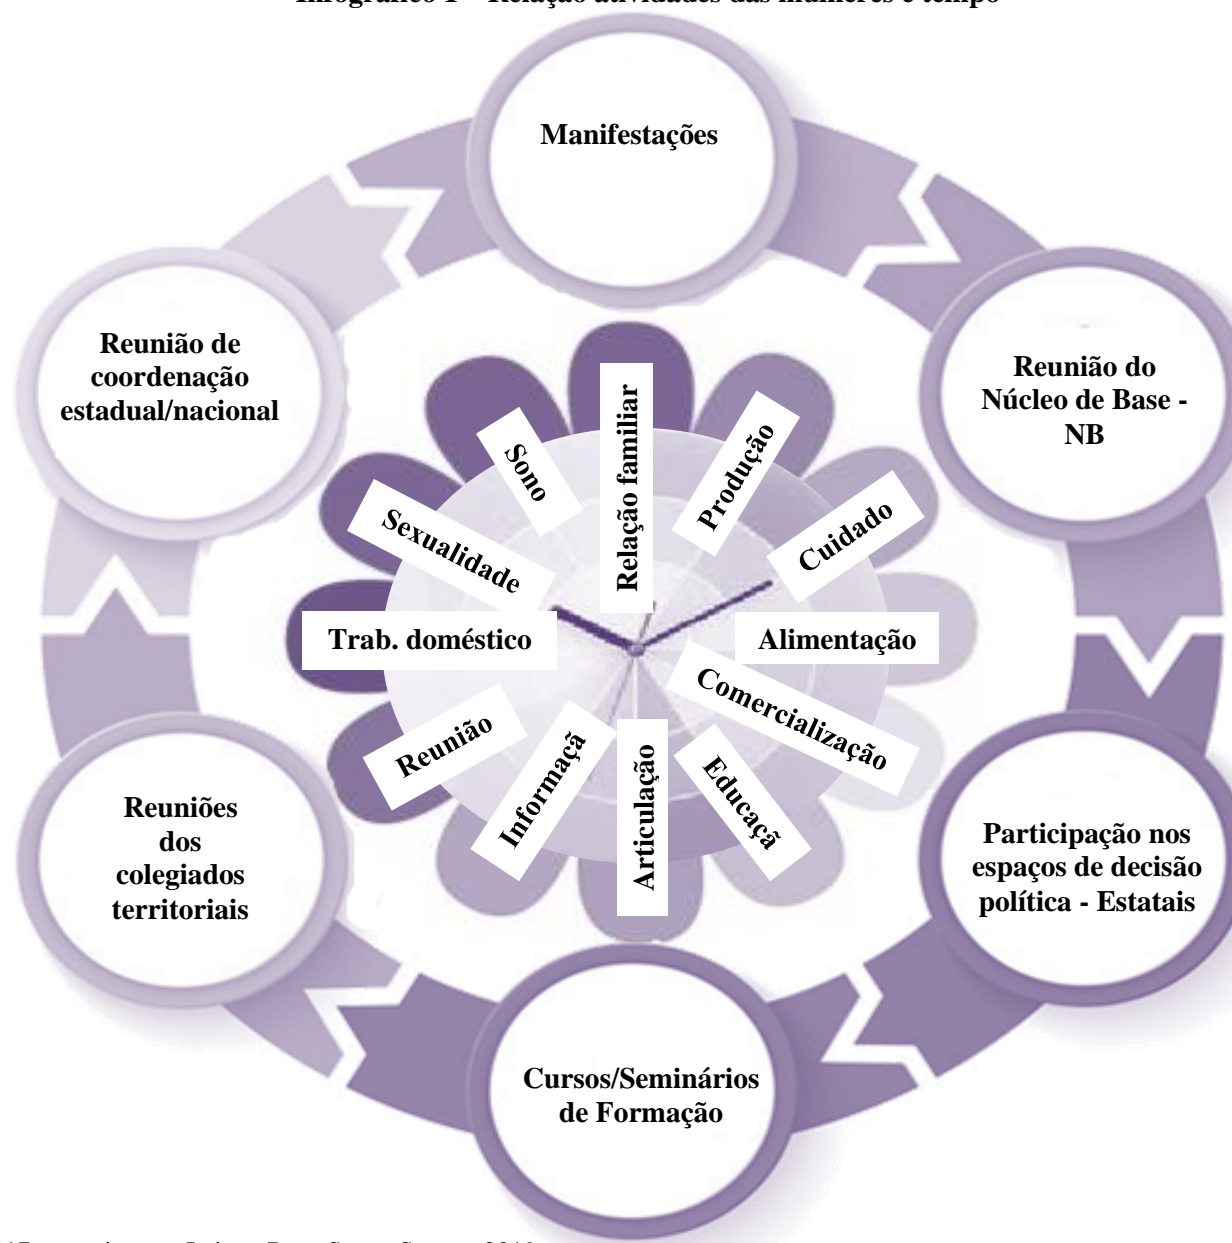 Manifestações
Reunião do
Núcleo de Base -
NB
Participação nos
espaços de decisão
política - Estatais
Cursos/Seminários
de Formação
Reuniões
dos
colegiados
territoriais
Reunião de
coordenação
estadual/nacional
Relação familiar
Produção
Cuidado
Alimentação
Comercialização
Educaçã
Articulação
Informaçã
Reunião
Trab. doméstico
Sexualidade
Sono